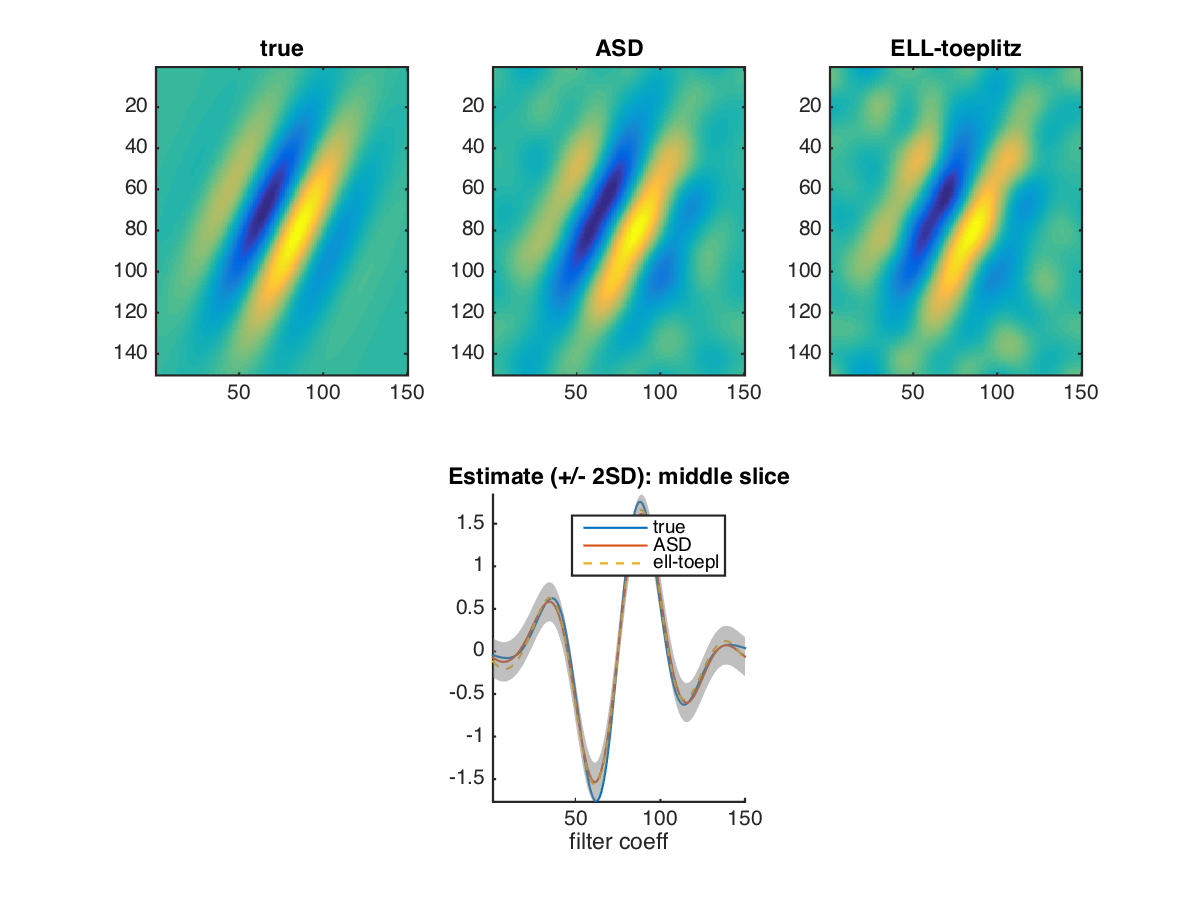 true ASD ELL-toeplitz
20 20 20
40 40 40
60 60 60
80 80 80
100 100 100
120 120 120
140 140 140
50 100 150 50 100 150 50 100 150
Estimate (+/- 2SD): middle slice
1.5
true
ASD
1
ell-toepl
0.5
0
-0.5
-1
-1.5
50 100 150
filter coeff